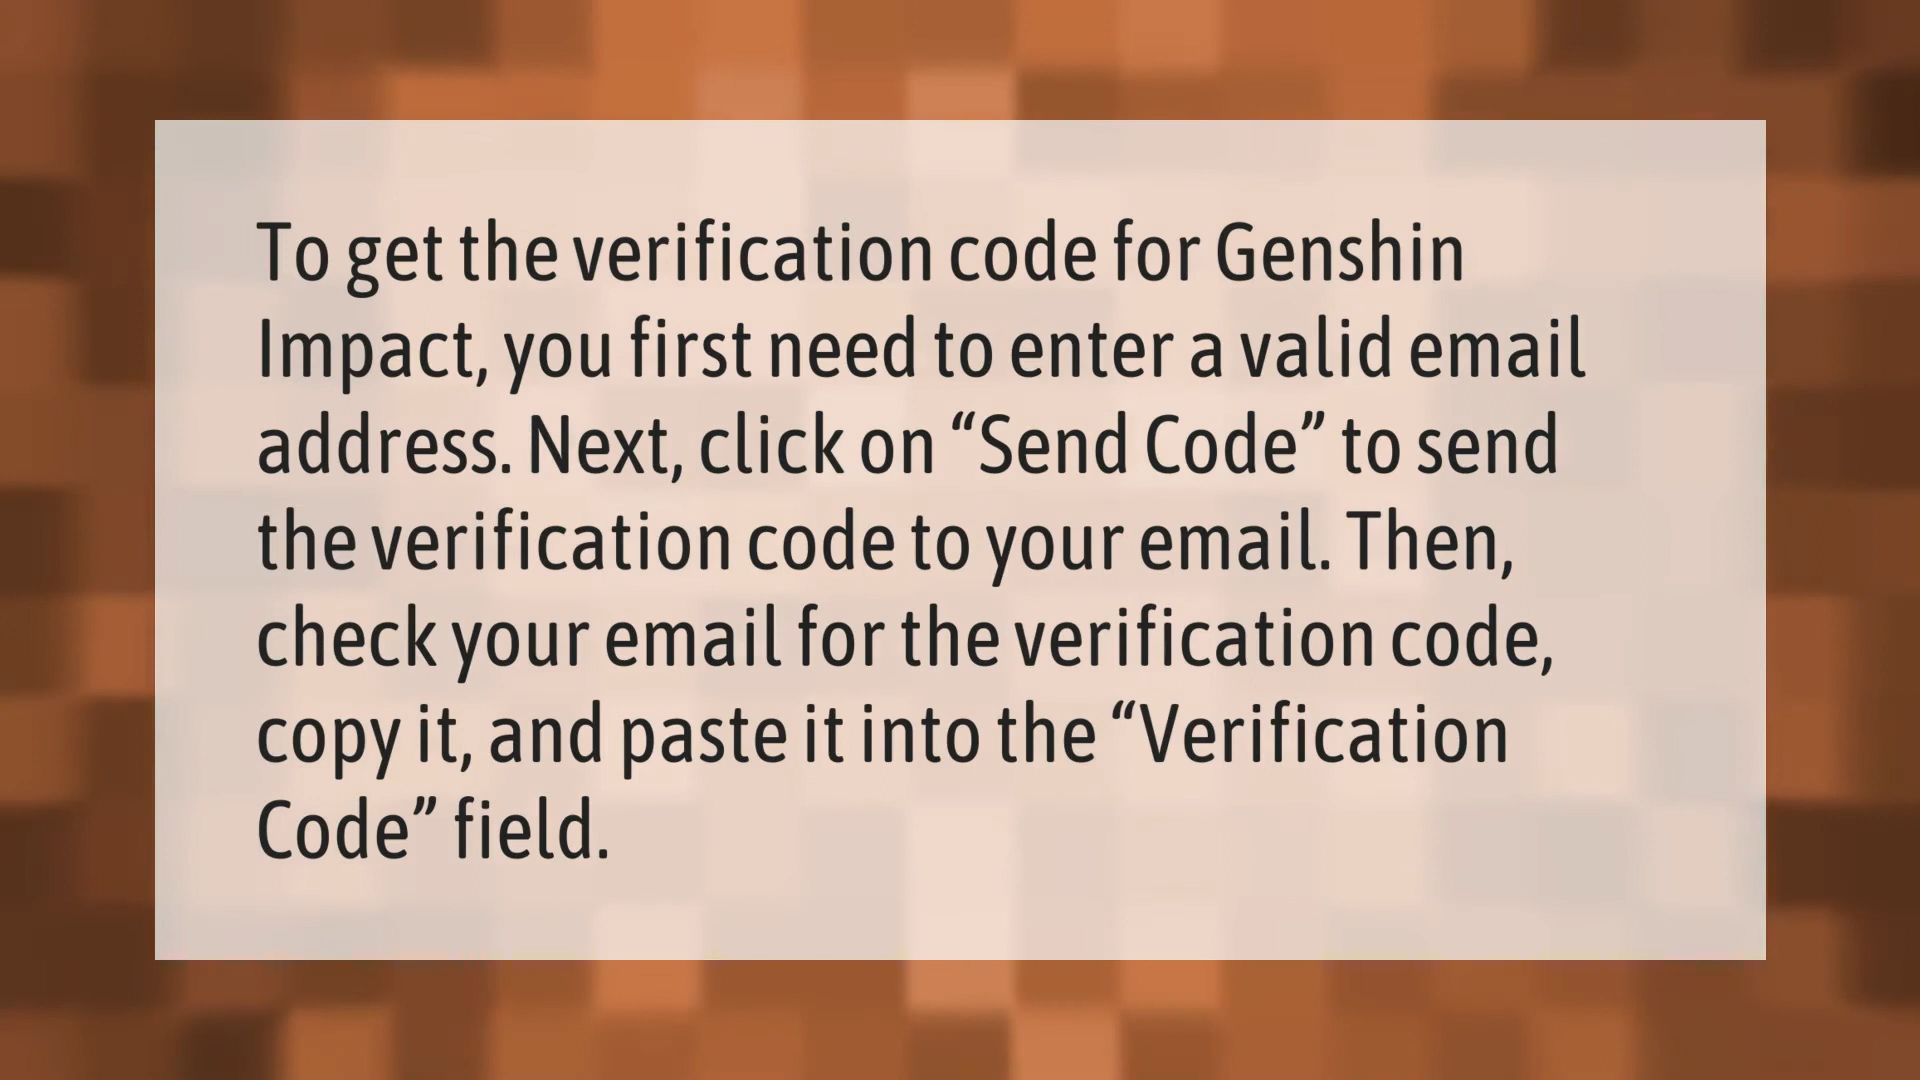 To get the verification code for Genshin
Impact, you first need to enter a valid email
address. Next, click on “Send Code” to send
the verification code to your email. Then,
check your email for the verification code,
copy it, and paste it into the “Verification
Code” field.